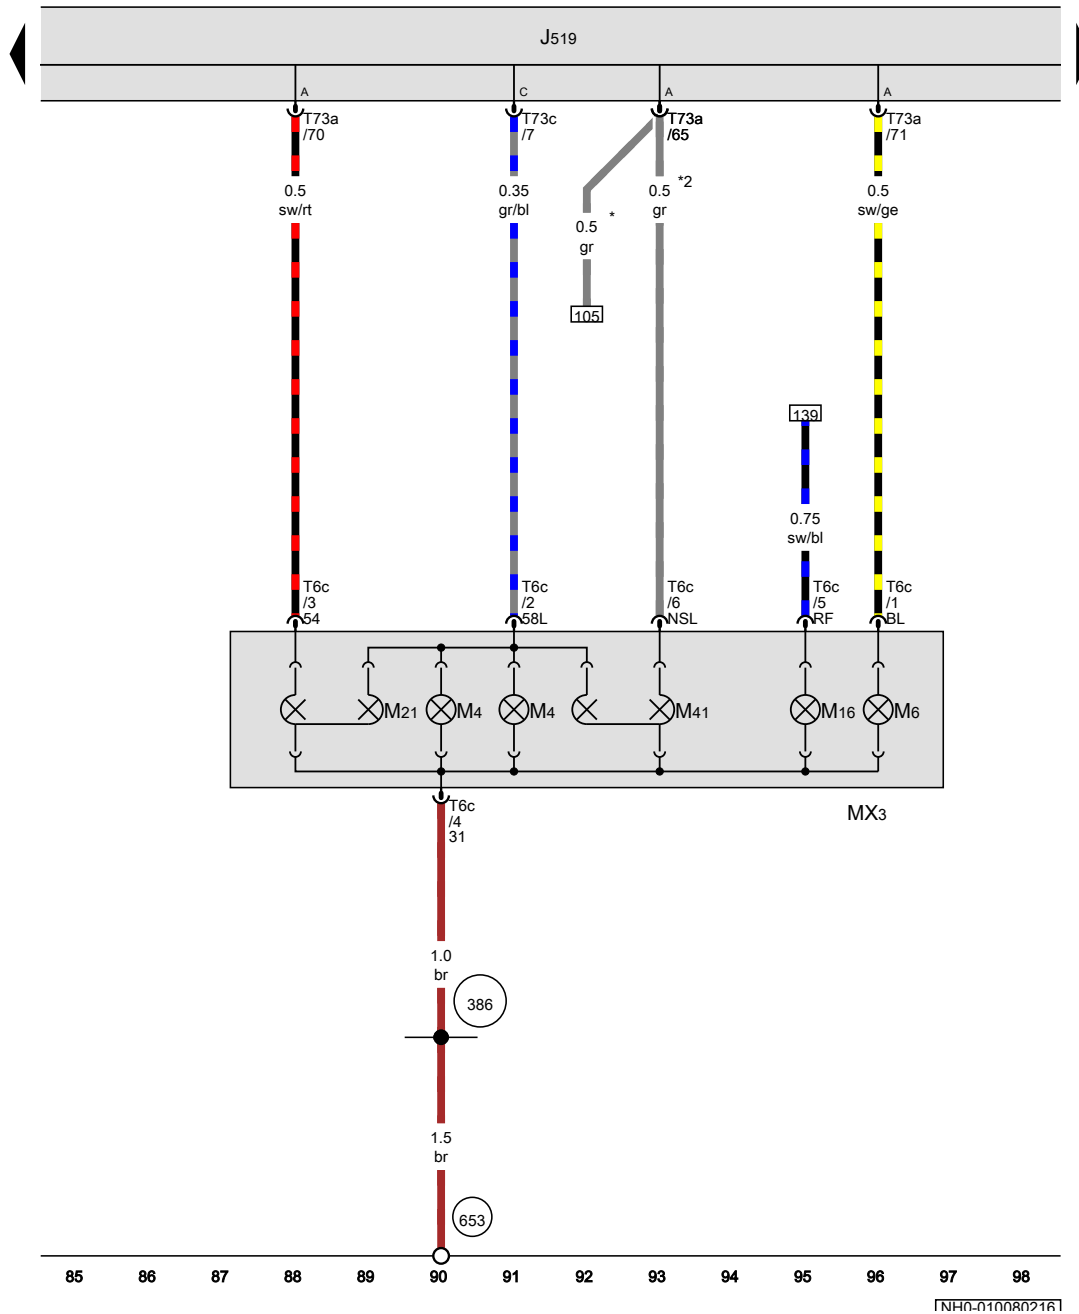 J519
A
C
A
A
T73a
/70
T73c
/7
T73a
/65
T73a
/71
0.5
sw/rt
0.35
gr/bl
0.5
gr
*2
0.5
sw/ge
0.5
gr
*
105
139
0.75
sw/bl
T6c
/3
54
T6c
/2
58L
T6c
/6
NSL
T6c
/5
RF
T6c
/1
BL
M21
M4
M4
M41
M16
M6
T6c
/4
31
MX3
1.0
br
386
1.5
br
653
85 86 87 88 89 90 91 92 93 94 95 96 97 98
NH0-010080216